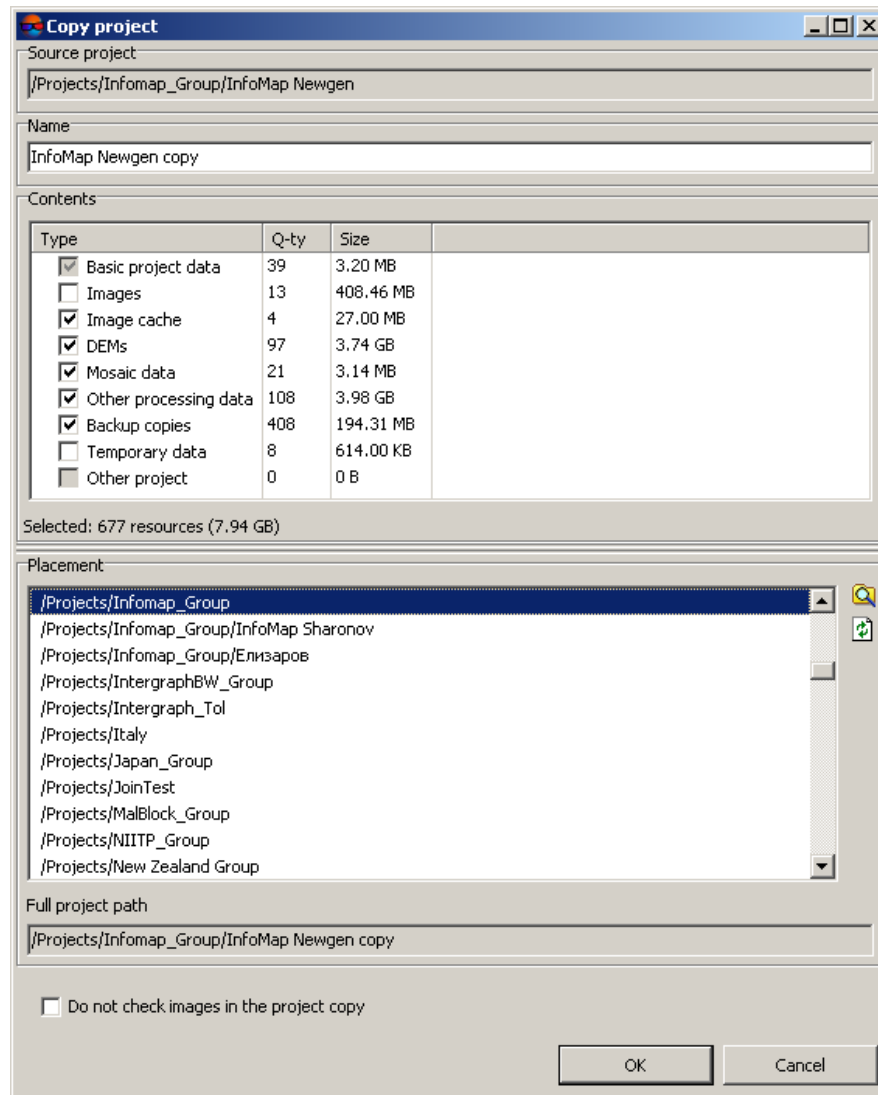 Copy project
Source project
/Projects/Infomap_Group/InfoMap Newgen
Name
InfoMap Newgen copy
Contents
Type Q-ty Size
Basic project data 39 3.20 MB
Images 13 408.46 MB
Image cache 4 27.00 MB
DEMs 97 3.74 GB
Mosaic data 21 3.14 MB
Other processing data 108 3.98 GB
Backup copies 408 194.31 MB
Temporary data 8 614.00 KB
Other project 0 0 B
Selected: 677 resources (7.94 GB)
Placement
/Projects/Infomap_Group
/Projects/Infomap_Group/InfoMap Sharonov
/Projects/Infomap_Group/Елизаров
/Projects/IntergraphBW_Group
/Projects/Intergraph_Tol
/Projects/Italy
/Projects/Japan_Group
/Projects/JoinTest
/Projects/MalBlock_Group
/Projects/NIITP_Group
/Projects/New Zealand Group
Full project path
/Projects/Infomap_Group/InfoMap Newgen copy
Do not check images in the project copy
OK Cancel